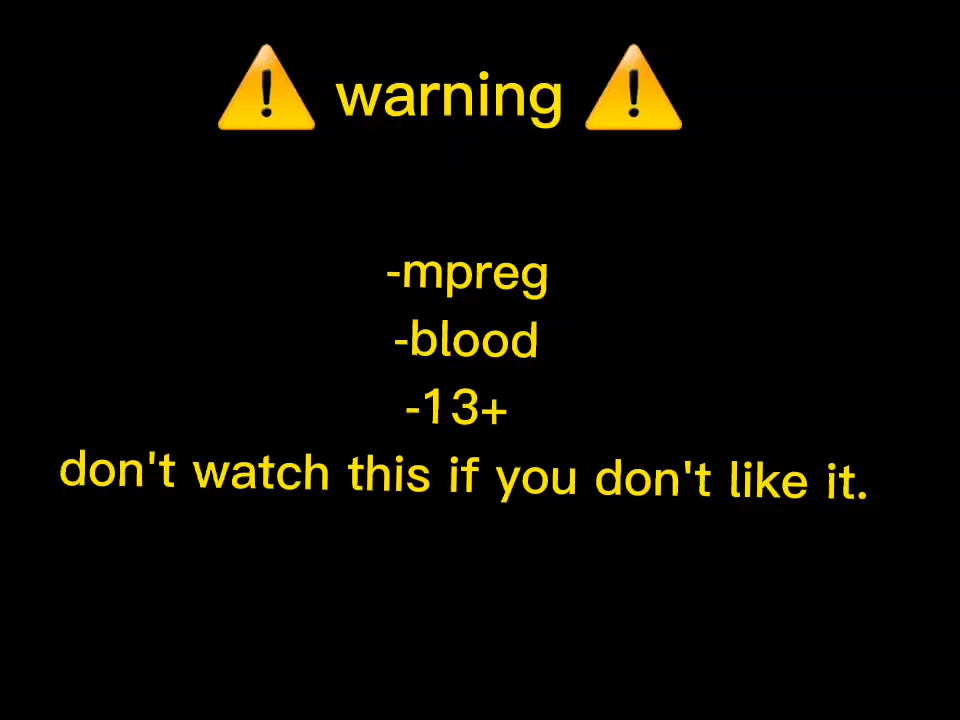 ⚠️ warning ⚠️
-mpreg
-blood
-13+
don't watch this if you don't like it.